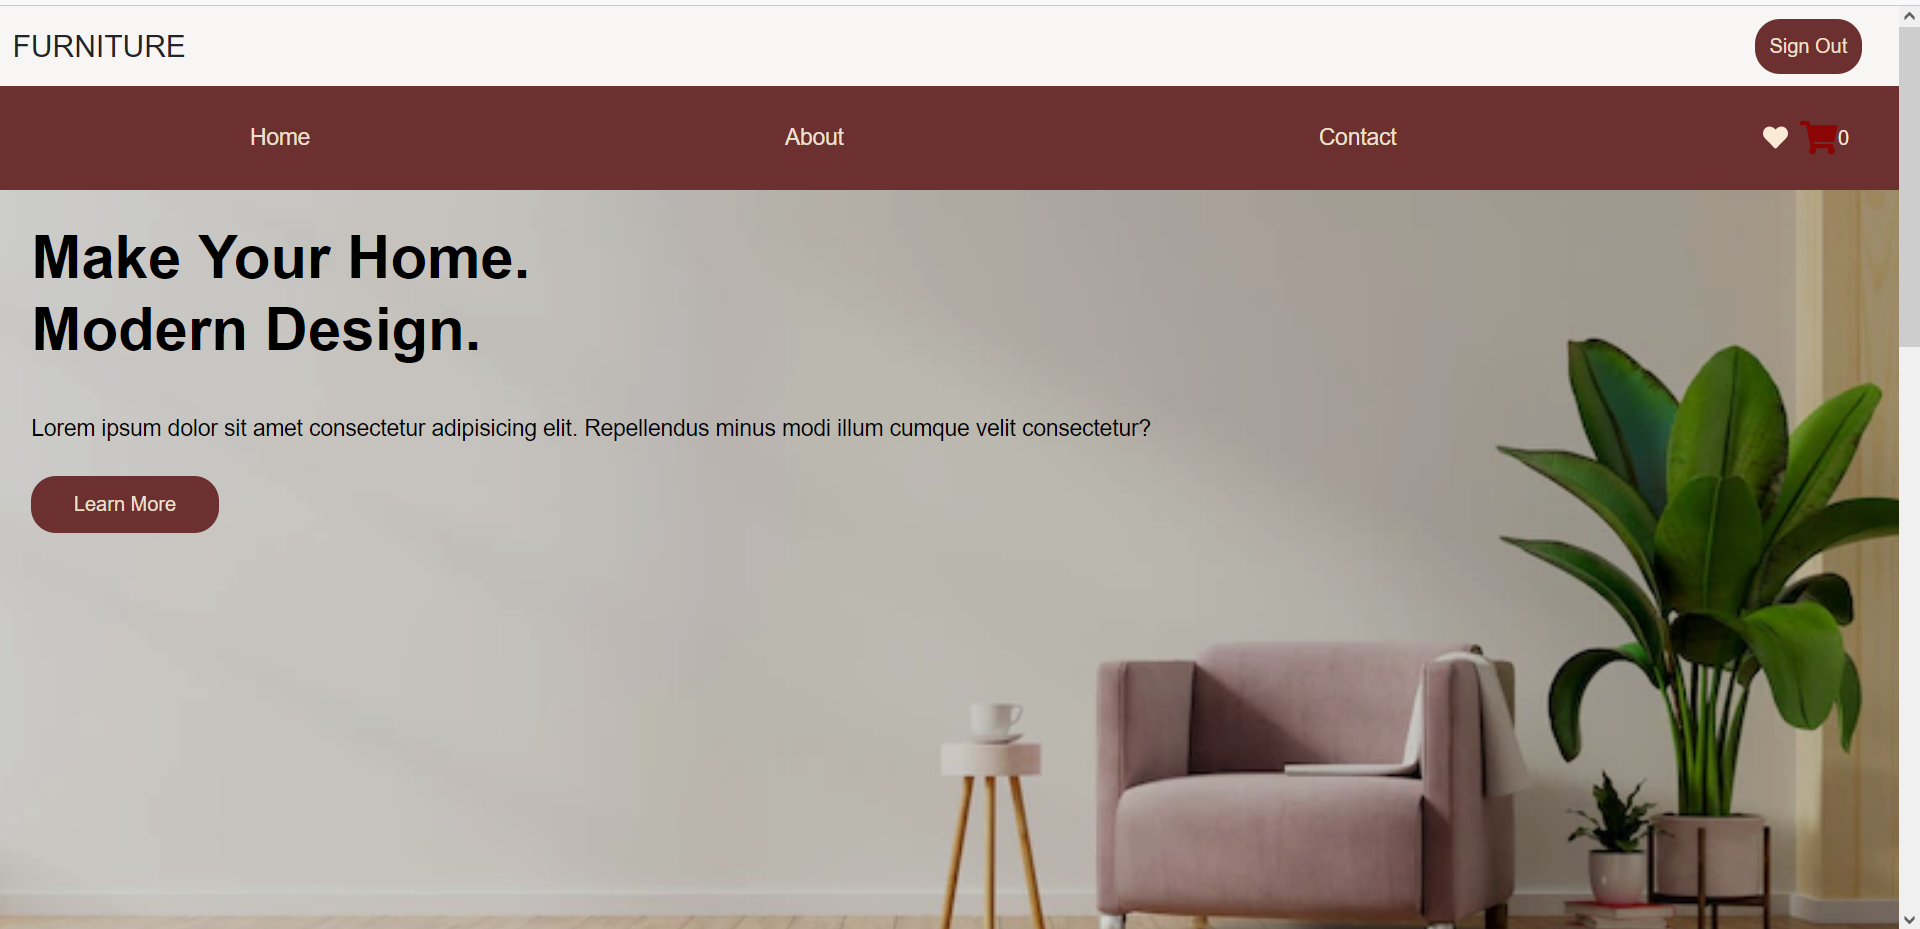 FURNITURE
Sign Out
Home
About
Contact
0
Make Your Home.
Modern Design.
Lorem ipsum dolor sit amet consectetur adipisicing elit. Repellendus minus modi illum cumque velit consectetur?
Learn More